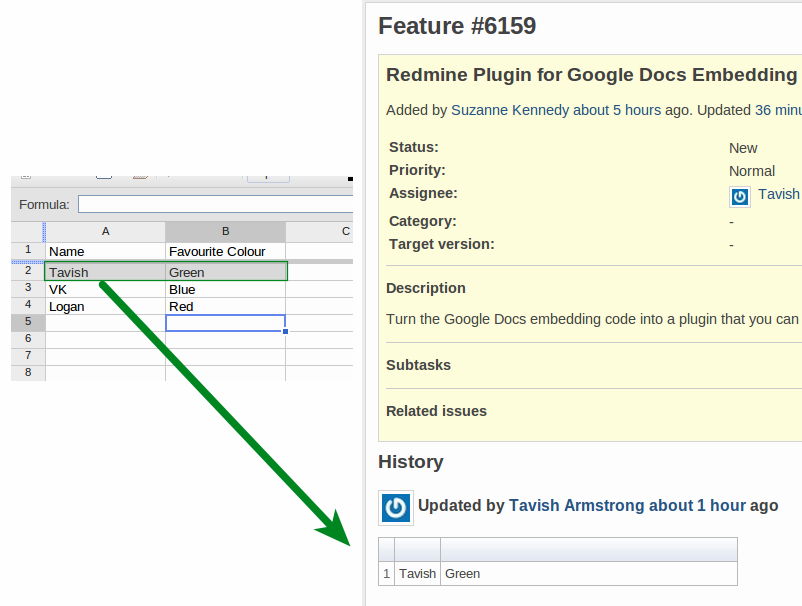 Formula:
A B C
1 Name Favourite Colour
2 Tavish Green
3 VK Blue
4 Logan Red
5
6
7
8
Feature #6159
Redmine Plugin for Google Docs Embedding
Added by Suzanne Kennedy about 5 hours ago. Updated 36 minu
Status: New
Priority: Normal
Assignee: Tavish
Category: -
Target version: -
Description
Turn the Google Docs embedding code into a plugin that you can
Subtasks
Related issues
History
Updated by Tavish Armstrong about 1 hour ago
1 Tavish Green